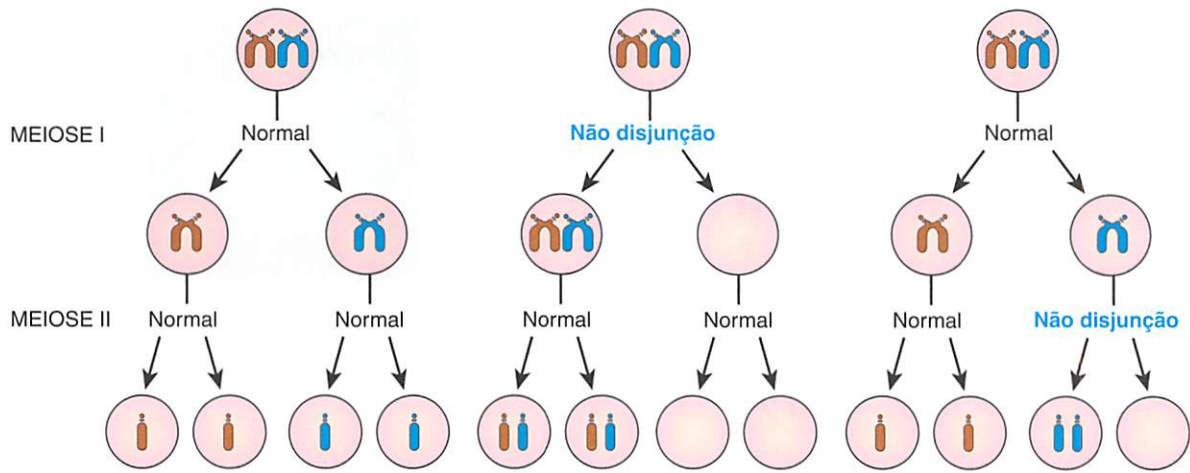 MEIOSE I
Normal
Não disjunção
Normal
MEIOSE II
Normal
Normal
Normal
Normal
Normal
Não disjunção